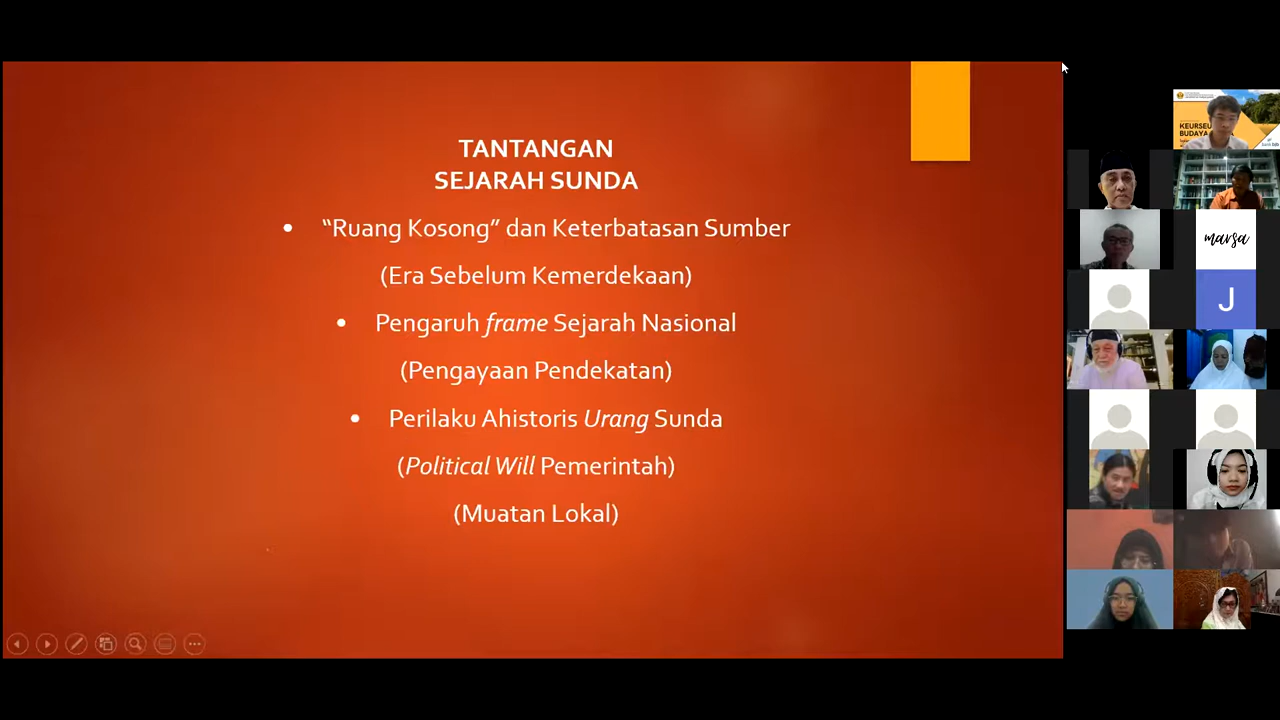 TANTANGAN
SEJARAH SUNDA
• “Ruang Kosong” dan Keterbatasan Sumber
(Era Sebelum Kemerdekaan)
• Pengaruh frame Sejarah Nasional
(Pengayaan Pendekatan)
• Perilaku Ahistoris Urang Sunda
(Political Will Pemerintah)
(Muatan Lokal)
BUDAYA
marsa
J